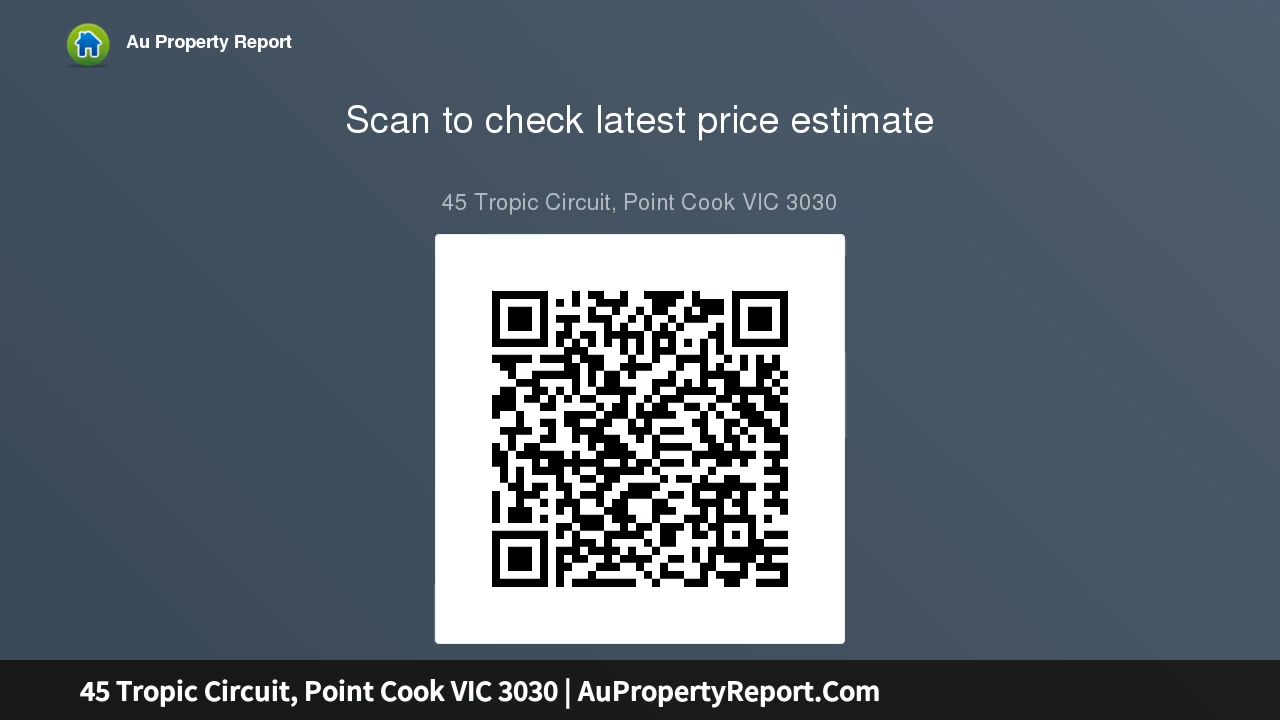 Au Property Report
Scan to check latest price estimate
45 Tropic Circuit, Point Cook VIC 3030
45 Tropic Circuit, Point Cook VIC 3030 | AuPropertyReport.Com